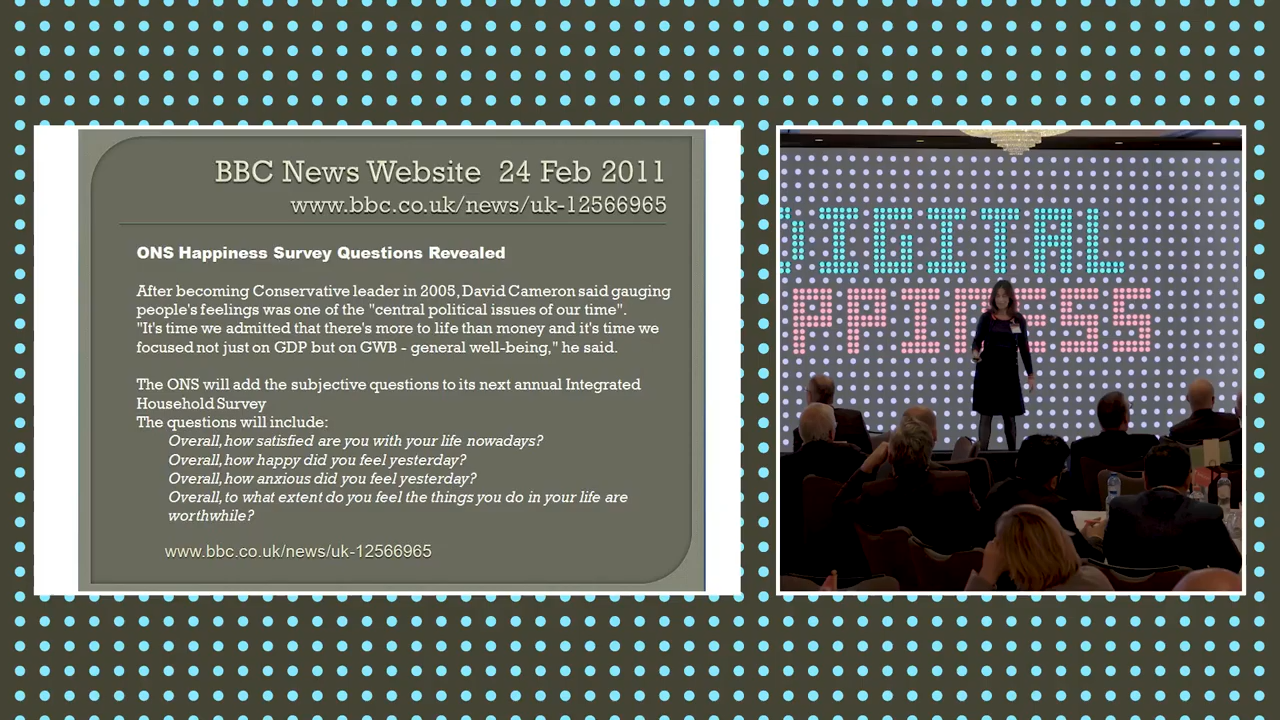 BBC News Website 24 Feb 2011
www.bbc.co.uk/news/uk-12566965
ONS Happiness Survey Questions Revealed
After becoming Conservative leader in 2005, David Cameron said gauging
people's feelings was one of the "central political issues of our time".
"It's time we admitted that there's more to life than money and it's time we
focused not just on GDP but on GWB - general well-being," he said.
The ONS will add the subjective questions to its next annual Integrated
Household Survey
The questions will include:
Overall, how satisfied are you with your life nowadays?
Overall, how happy did you feel yesterday?
Overall, how anxious did you feel yesterday?
Overall, to what extent do you feel the things you do in your life are
worthwhile?
www.bbc.co.uk/news/uk-12566965
DIGITAL
PPINESS